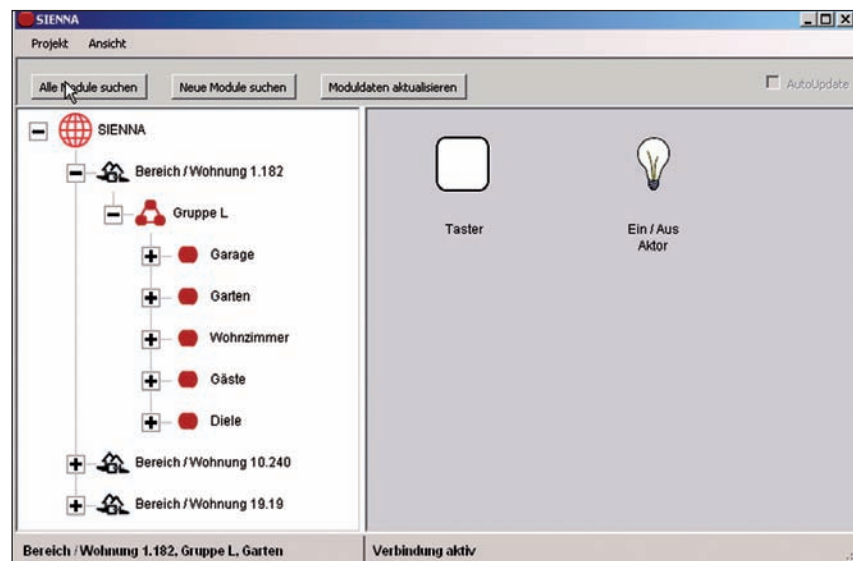 SIENNA
Projekt Ansicht
Alle Module suchen Neue Module suchen Moduldaten aktualisieren AutoUpdate
SIENNA
Bereich / Wohnung 1.182
Gruppe L
Garage
Garten
Wohnzimmer
Gäste
Diele
Bereich / Wohnung 10.240
Bereich / Wohnung 19.19
Taster
Ein / Aus
Aktor
Bereich / Wohnung 1.182, Gruppe L, Garten
Verbindung aktiv